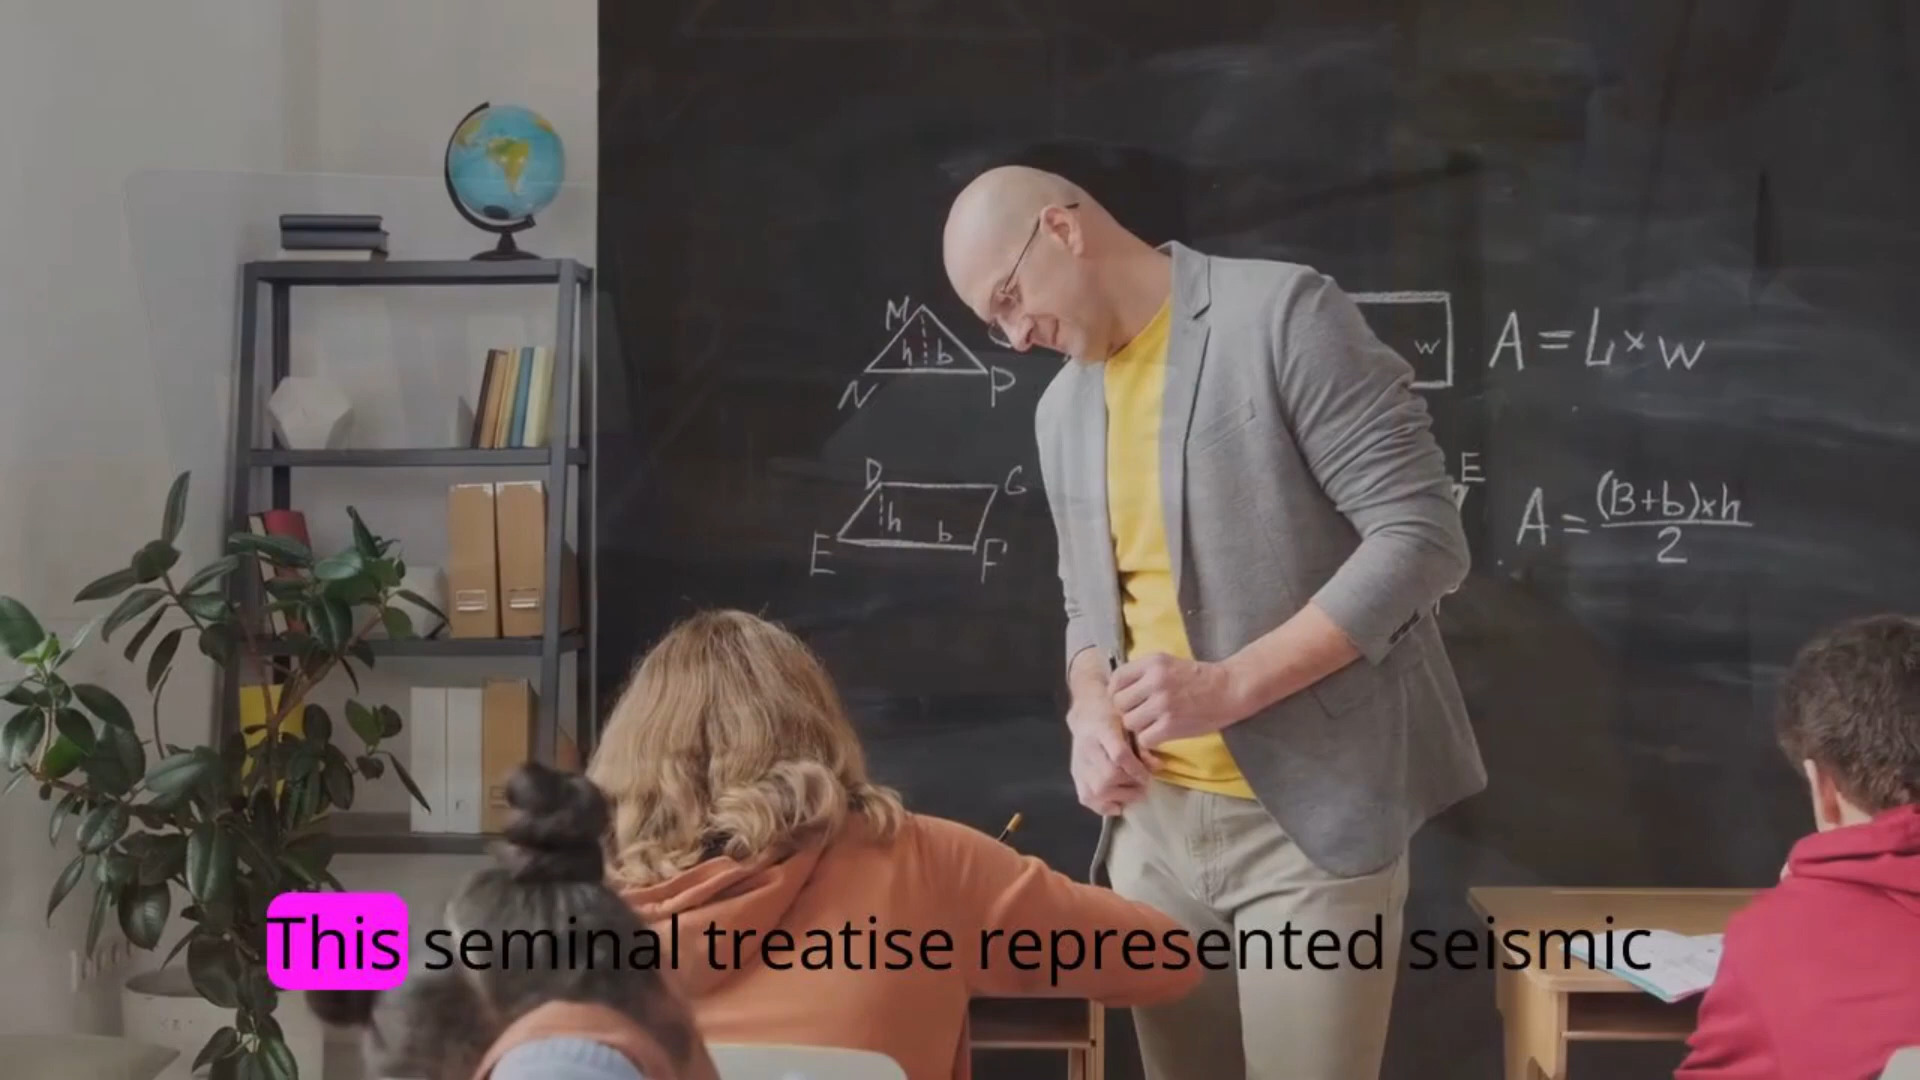 M
h b
N P
w
A = L × w
D G
h b
E F
E
A = (B+b)×h
2
This seminal treatise represented seismic